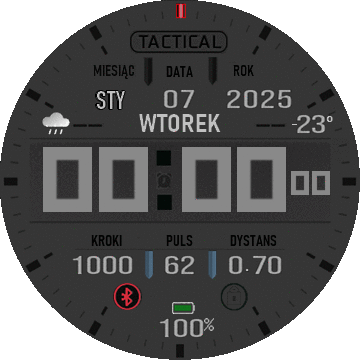 TACTICAL
MIESIĄC DATA ROK
STY 07 2025
WTOREK
-- -- -23°
00:00 00
KROKI PULS DYSTANS
1000 62 0.70
100%